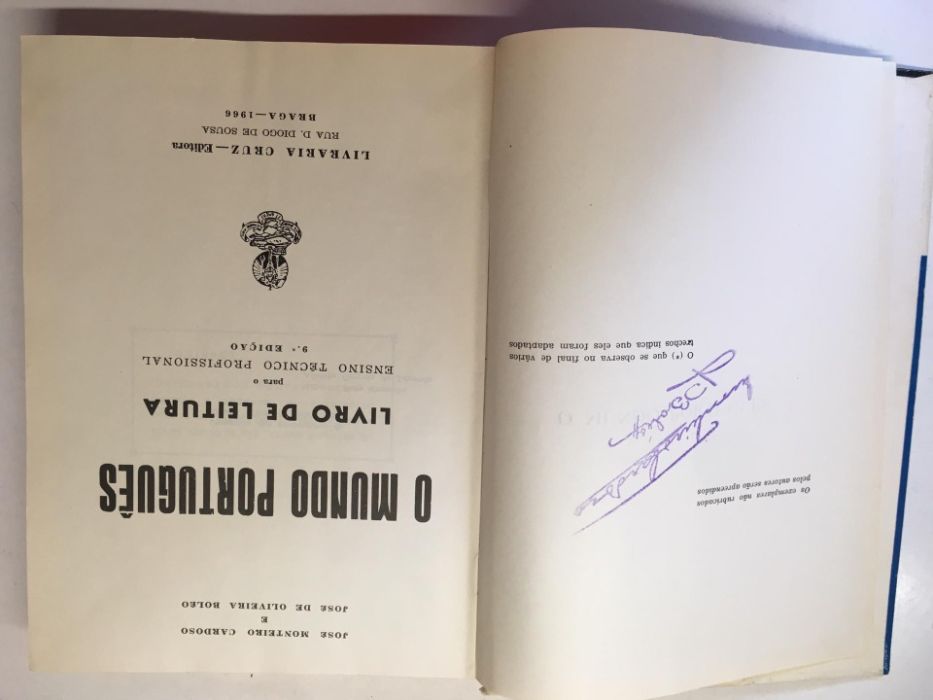 Os exemplares não rubricados
pelos autores serão apreendidos
O (*) que se observa no final de vários
trechos indica que eles foram adaptados
JOSÉ MONTEIRO CARDOSO
E
JOSÉ DE OLIVEIRA BOLEO
O MUNDO PORTUGUÊS
LIVRO DE LEITURA
para o
ENSINO TÉCNICO PROFISSIONAL
9.ª EDIÇÃO
LIVRARIA CRUZ—Editora
RUA D. DIOGO DE SOUSA
BRAGA—1966